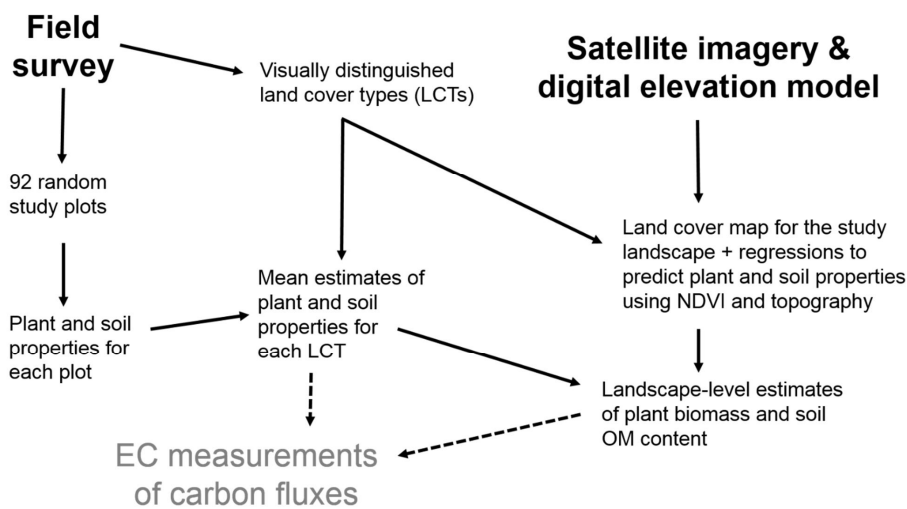 Field
survey
Visually distinguished
land cover types (LCTs)
Satellite imagery &
digital elevation model
92 random
study plots
Land cover map for the study
landscape + regressions to
predict plant and soil properties
using NDVI and topography
Mean estimates of
plant and soil
properties for
each LCT
Plant and soil
properties for
each plot
Landscape-level estimates
of plant biomass and soil
OM content
EC measurements
of carbon fluxes